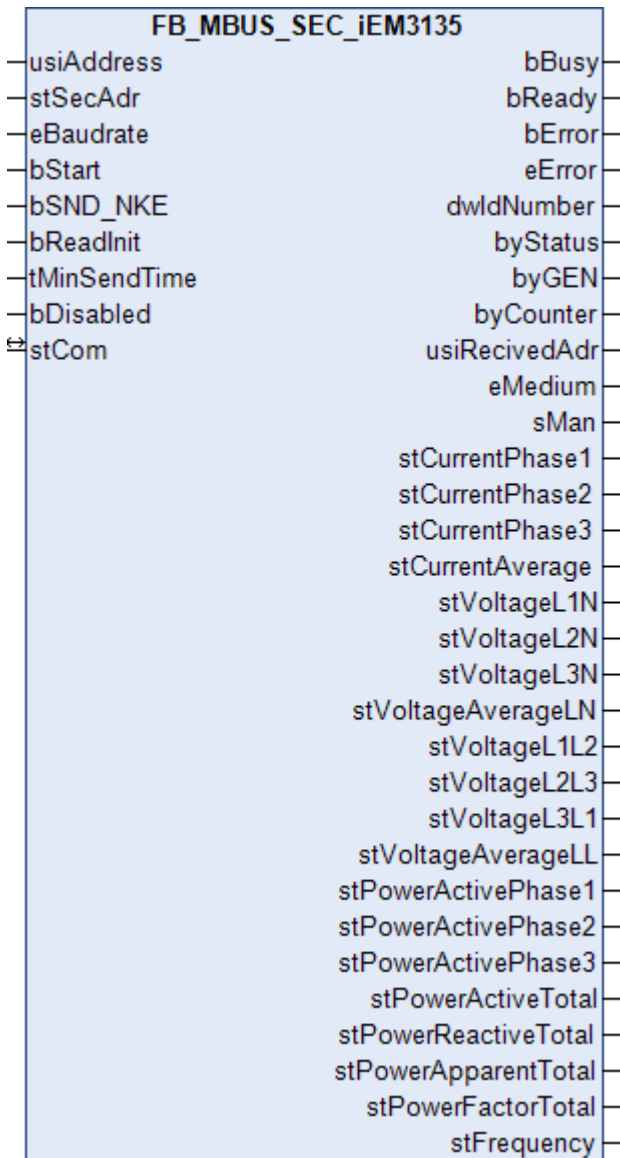 FB_MBUS_SEC_iEM3135
usiAddress bBusy
stSecAdr bReady
eBaudrate bError
bStart eError
bSND_NKE dwIdNumber
bReadInit byStatus
tMinSendTime byGEN
bDisabled byCounter
stCom usiRecivedAdr
eMedium
sMan
stCurrentPhase1
stCurrentPhase2
stCurrentPhase3
stCurrentAverage
stVoltageL1N
stVoltageL2N
stVoltageL3N
stVoltageAverageLN
stVoltageL1L2
stVoltageL2L3
stVoltageL3L1
stVoltageAverageLL
stPowerActivePhase1
stPowerActivePhase2
stPowerActivePhase3
stPowerActiveTotal
stPowerReactiveTotal
stPowerApparentTotal
stPowerFactorTotal
stFrequency